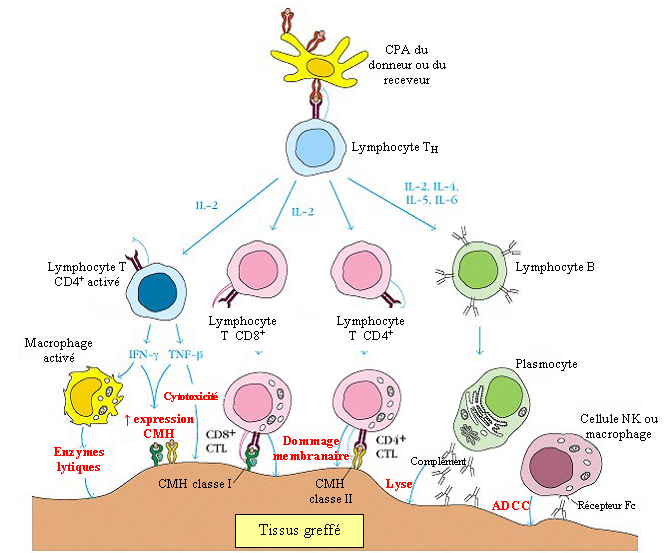 CPA du
donneur ou du
receveur
Lymphocyte TH
IL-2
IL-2
IL-2, IL-4,
IL-5, IL-6
Lymphocyte T
CD4+ activé
Lymphocyte
T CD8+
Lymphocyte
T CD4+
Lymphocyte B
Macrophage
activé
IFN-γ
TNF-β
Plasmocyte
Cytotoxicité
↑ expression
CMH
Enzymes
lytiques
CD8+
CTL
Dommage
membranaire
CD4+
CTL
CMH classe I
CMH
classe II
Complément
Lyse
Cellule NK ou
macrophage
ADCC
Récepteur Fc
Tissus greffé